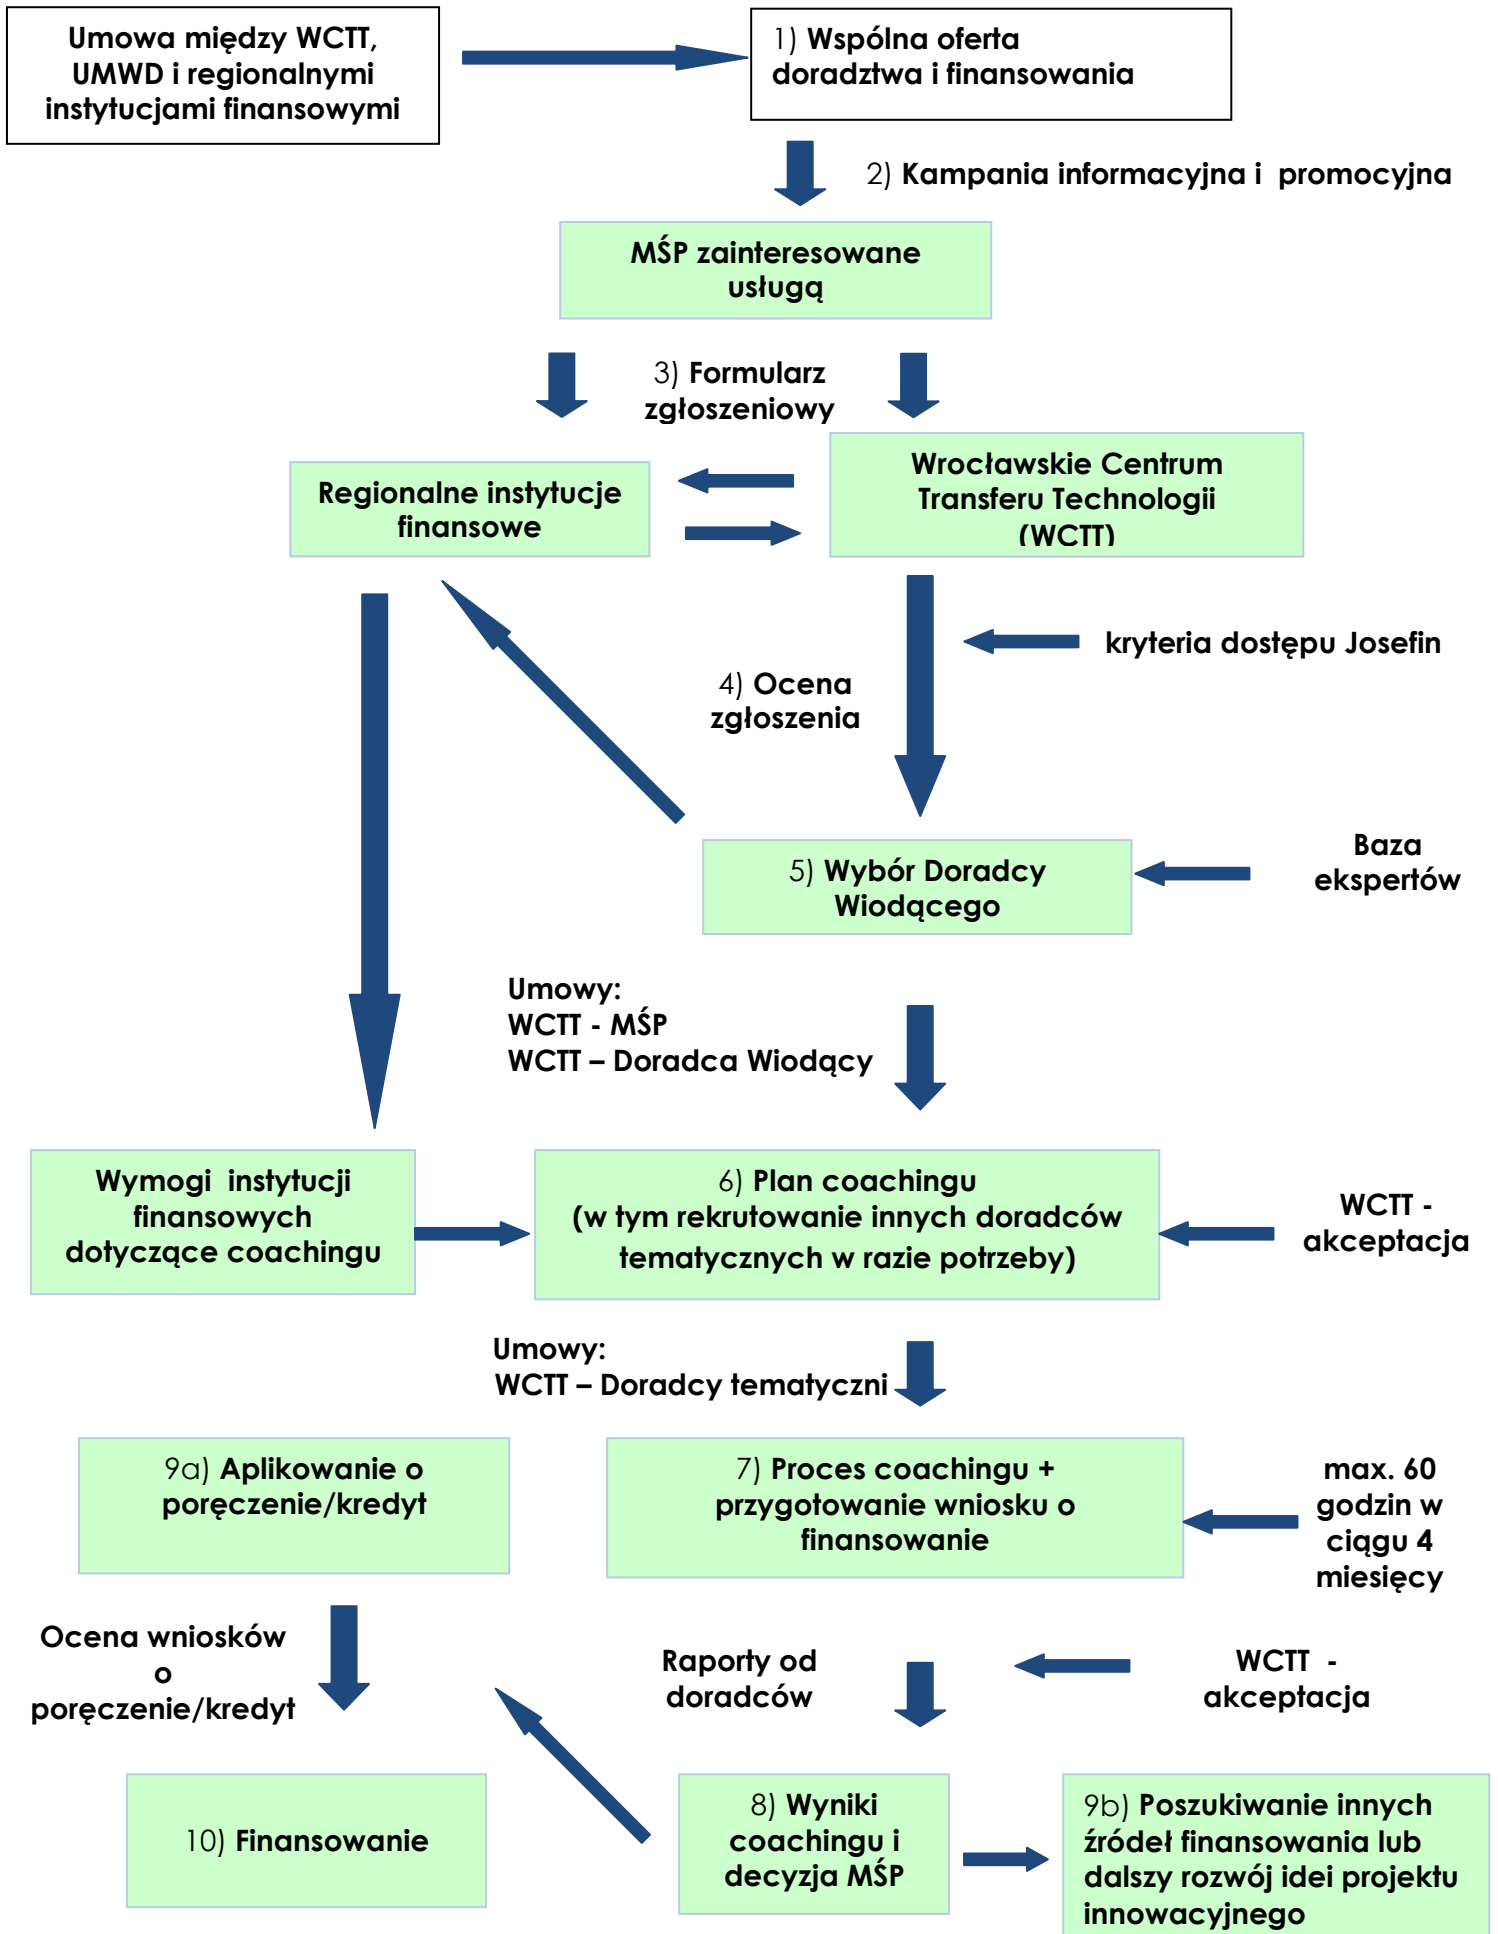 Umowa między WCTT,
UMWD i regionalnymi
instytucjami finansowymi
1) Wspólna oferta
doradztwa i finansowania
2) Kampania informacyjna i promocyjna
MŚP zainteresowane
usługą
3) Formularz
zgłoszeniowy
Regionalne instytucje
finansowe
Wrocławskie Centrum
Transferu Technologii
(WCTT)
kryteria dostępu Josefin
4) Ocena
zgłoszenia
5) Wybór Doradcy
Wiodącego
Baza
ekspertów
Umowy:
WCTT - MŚP
WCTT – Doradca Wiodący
Wymogi instytucji
finansowych
dotyczące coachingu
6) Plan coachingu
(w tym rekrutowanie innych doradców
tematycznych w razie potrzeby)
WCTT -
akceptacja
Umowy:
WCTT – Doradcy tematyczni
9a) Aplikowanie o
poręczenie/kredyt
7) Proces coachingu +
przygotowanie wniosku o
finansowanie
max. 60
godzin w
ciągu 4
miesięcy
Ocena wniosków
o
poręczenie/kredyt
Raporty od
doradców
WCTT -
akceptacja
10) Finansowanie
8) Wyniki
coachingu i
decyzja MŚP
9b) Poszukiwanie innych
źródeł finansowania lub
dalszy rozwój idei projektu
innowacyjnego